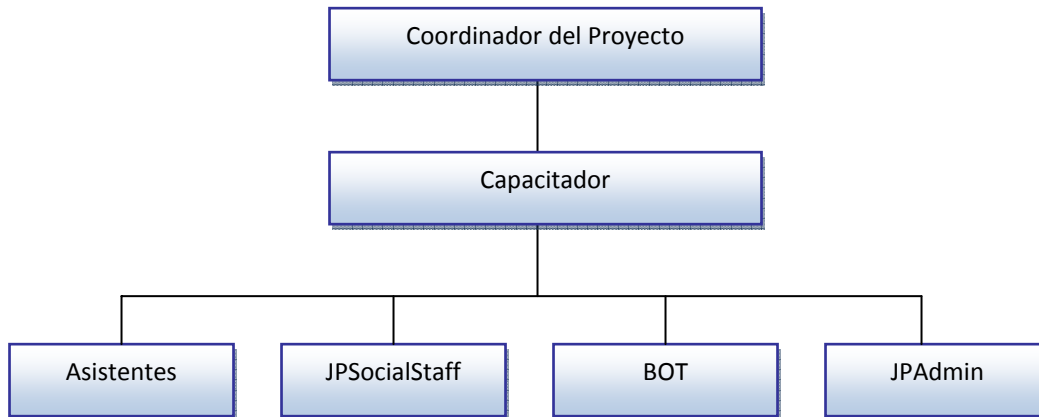 Coordinador del Proyecto
Capacitador
Asistentes
JPSocialStaff
BOT
JPAdmin